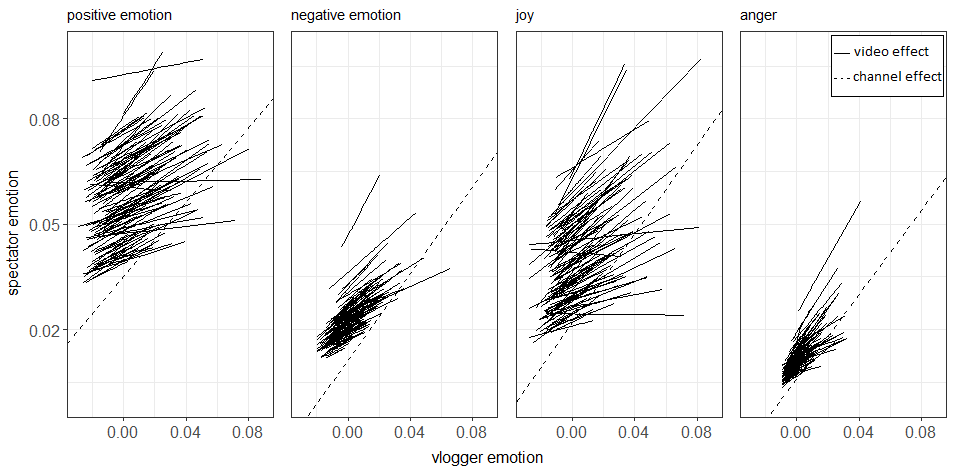 positive emotion
negative emotion
joy
anger
video effect
channel effect
spectator emotion
0.08
0.05
0.02
0.00 0.04 0.08
0.00 0.04 0.08
0.00 0.04 0.08
0.00 0.04 0.08
vlogger emotion